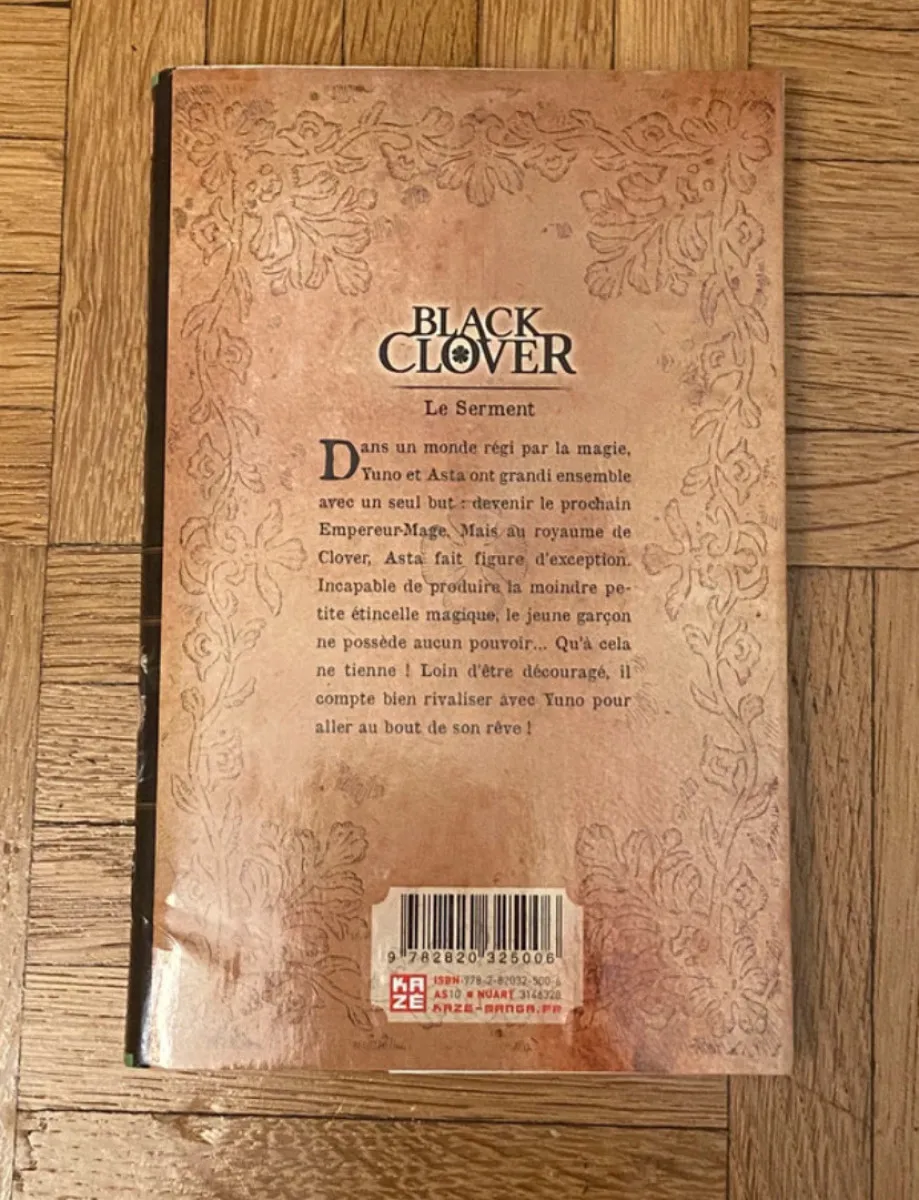 BLACK
CLOVER
Le Serment
Dans un monde régi par la magie,
Yuno et Asta ont grandi ensemble
avec un seul but : devenir le prochain
Empereur-Mage. Mais au royaume de
Clover, Asta fait figure d'exception.
Incapable de produire la moindre pe-
tite étincelle magique, le jeune garçon
ne possède aucun pouvoir... Qu'à cela
ne tienne ! Loin d'être découragé, il
compte bien rivaliser avec Yuno pour
aller au bout de son rêve !
9 782820 325006
KAZÉ
ISBN-978-2-82032-500-6
AS10 • NUART 3146328
KAZE-MANGA.FR